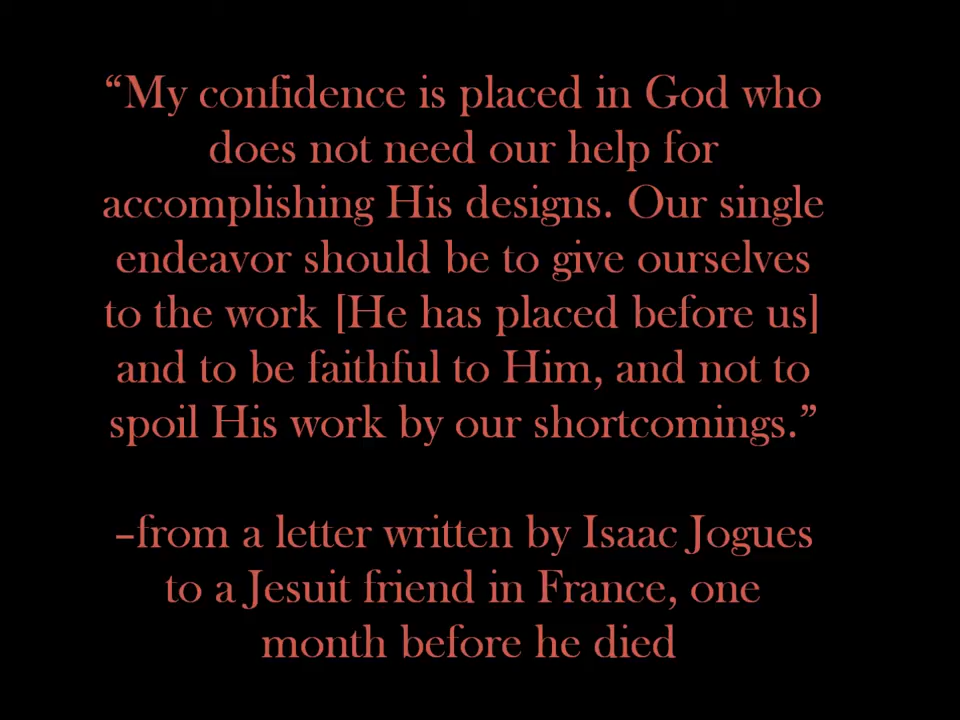 “My confidence is placed in God who
does not need our help for
accomplishing His designs. Our single
endeavor should be to give ourselves
to the work [He has placed before us]
and to be faithful to Him, and not to
spoil His work by our shortcomings.”
–from a letter written by Isaac Jogues
to a Jesuit friend in France, one
month before he died